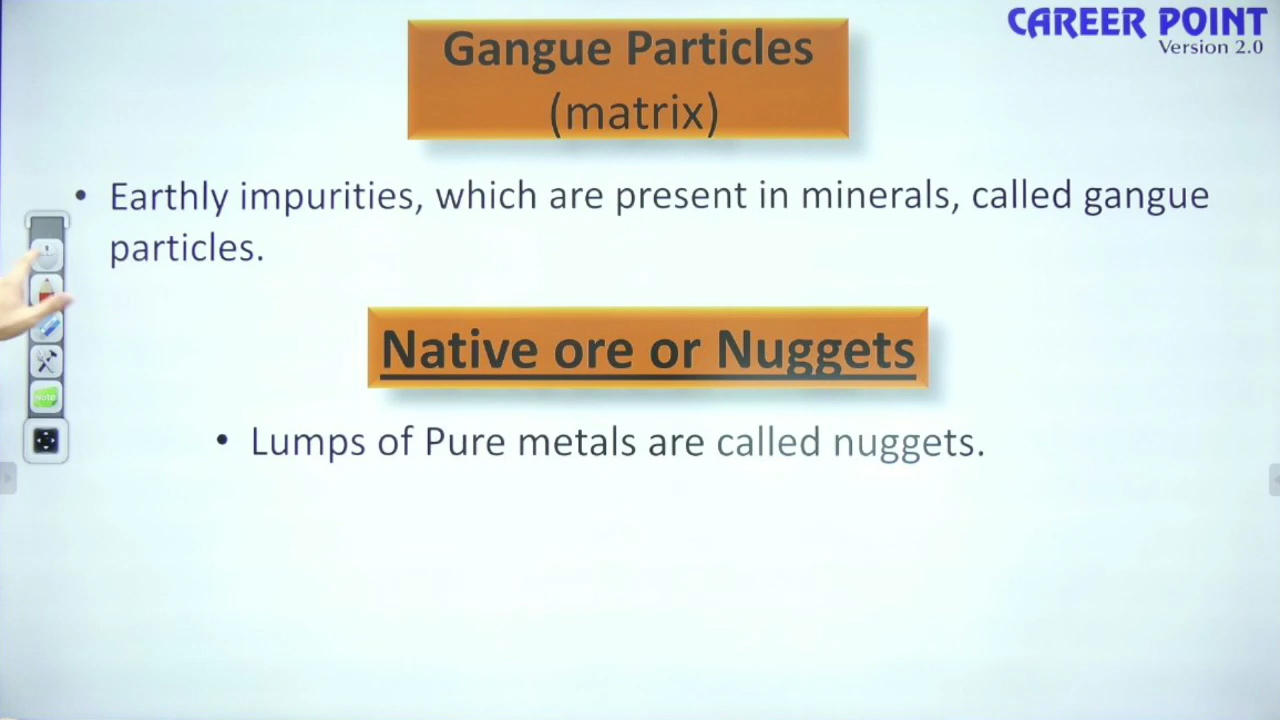 CAREER POINT
Version 2.0
Gangue Particles
(matrix)
• Earthly impurities, which are present in minerals, called gangue
particles.
Note
Native ore or Nuggets
• Lumps of Pure metals are called nuggets.